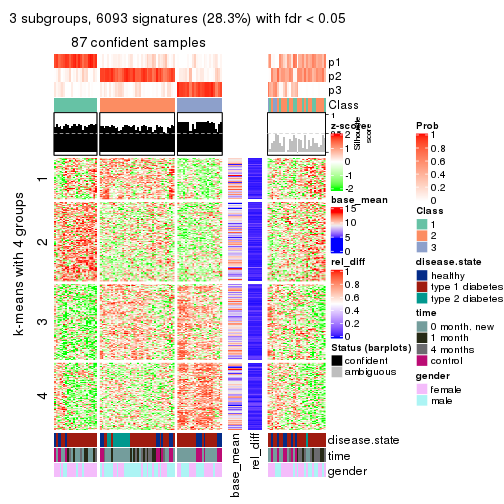 3 subgroups, 6093 signatures (28.3%) with fdr < 0.05
87 confident samples
p1
p2
p3
Class
1
Silhouette
score
k-means with 4 groups
1
2
3
4
base_mean
rel_diff
disease.state
time
gender
z-score
2
1
0
-1
-2
base_mean
15
10
5
0
rel_diff
1
0.8
0.6
0.4
0.2
0
Status (barplots)
confident
ambiguous
Prob
1
0.8
0.6
0.4
0.2
0
Class
1
2
3
disease.state
healthy
type 1 diabetes
type 2 diabetes
time
0 month. new
1 month
4 months
control
gender
female
male